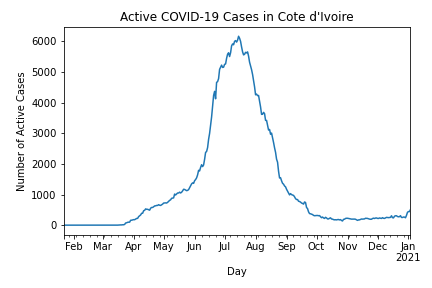 Active COVID-19 Cases in Cote d'Ivoire
6000
5000
4000
3000
2000
1000
0
Number of Active Cases
Feb Mar Apr May Jun Jul Aug Sep Oct Nov Dec Jan
2021
Day